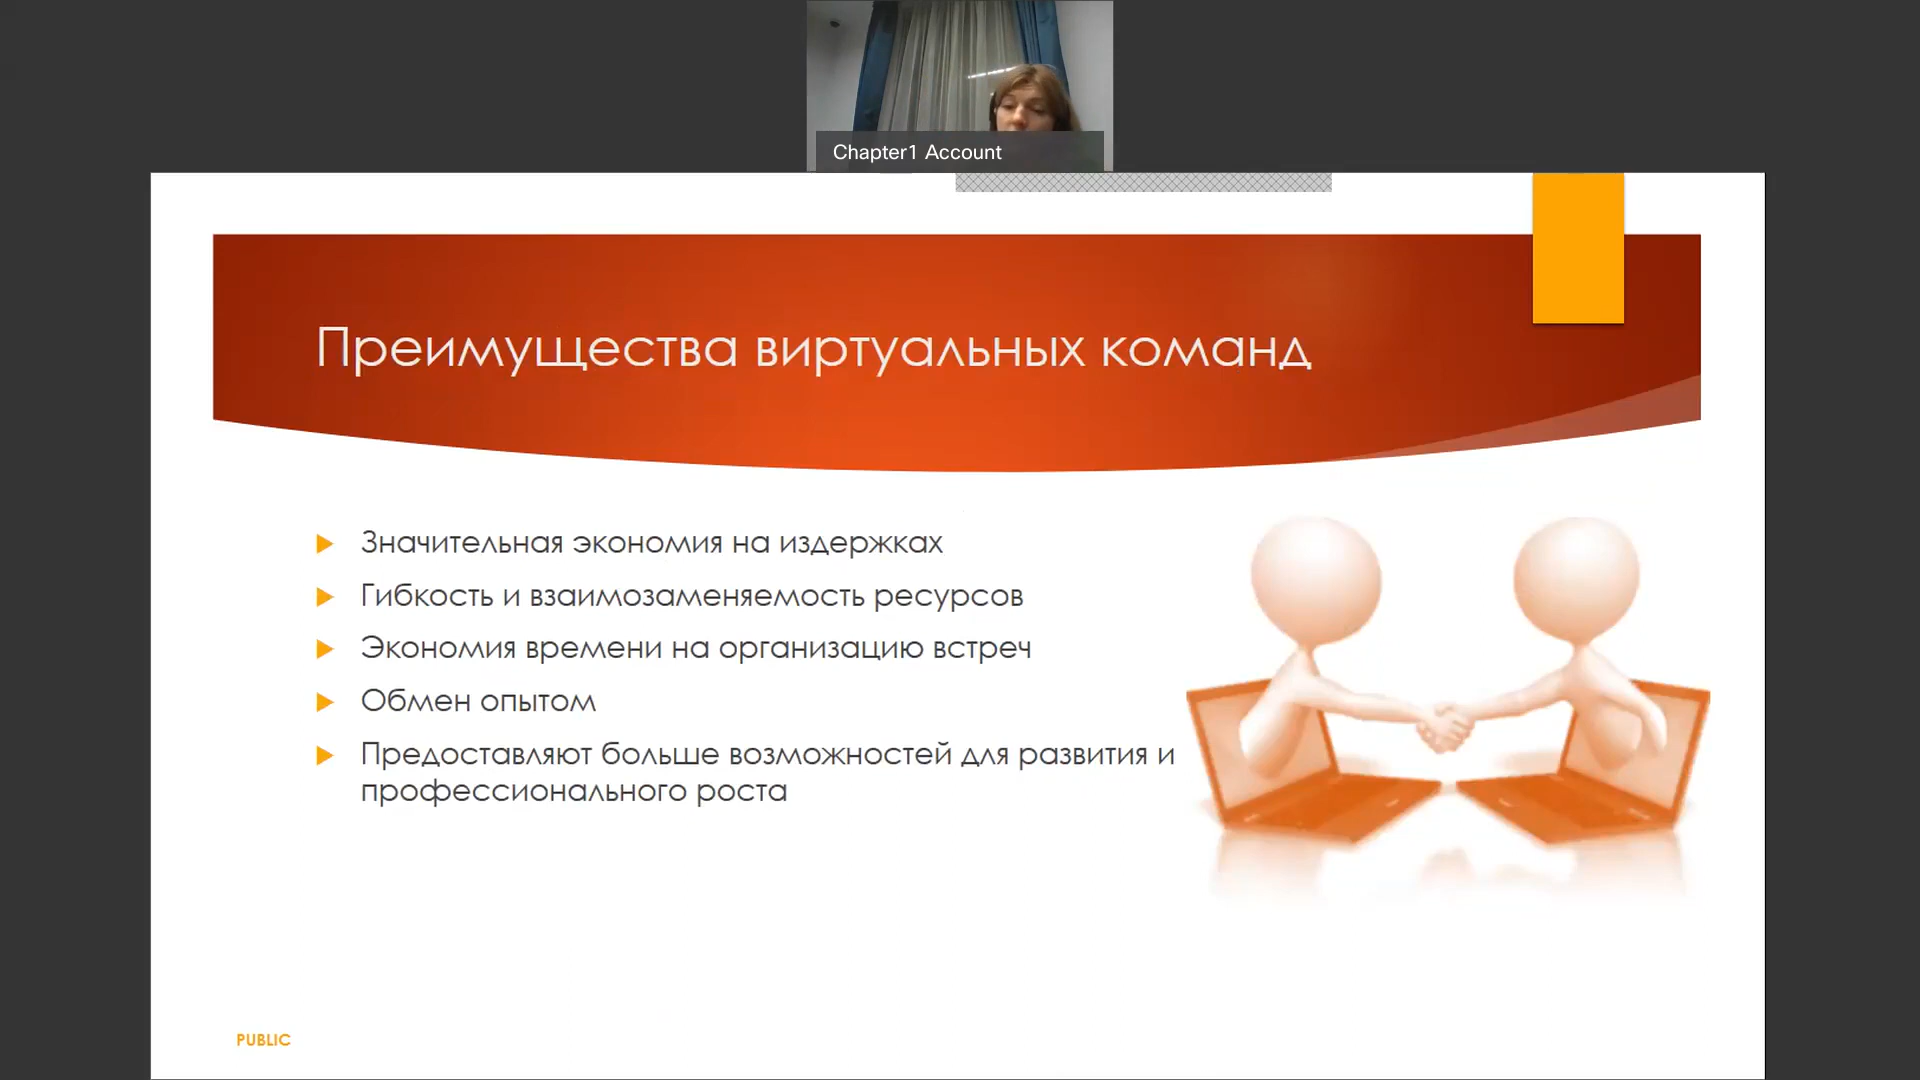 Chapter1 Account
Преимущества виртуальных команд
Значительная экономия на издержках
Гибкость и взаимозаменяемость ресурсов
Экономия времени на организацию встреч
Обмен опытом
Предоставляют больше возможностей для развития и
профессионального роста
PUBLIC